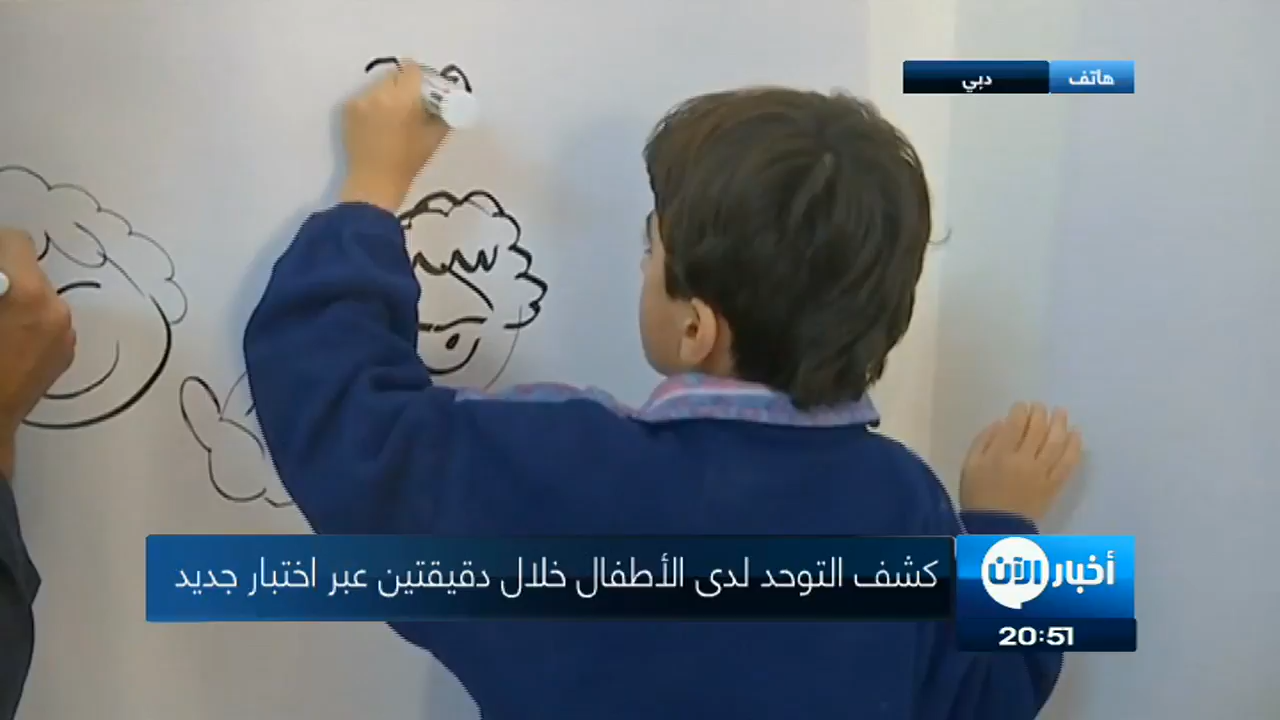 هاتف دبي
كشف التوحد لدى الأطفال خلال دقيقتين عبر اختبار جديد
أخبار الآن
20:51